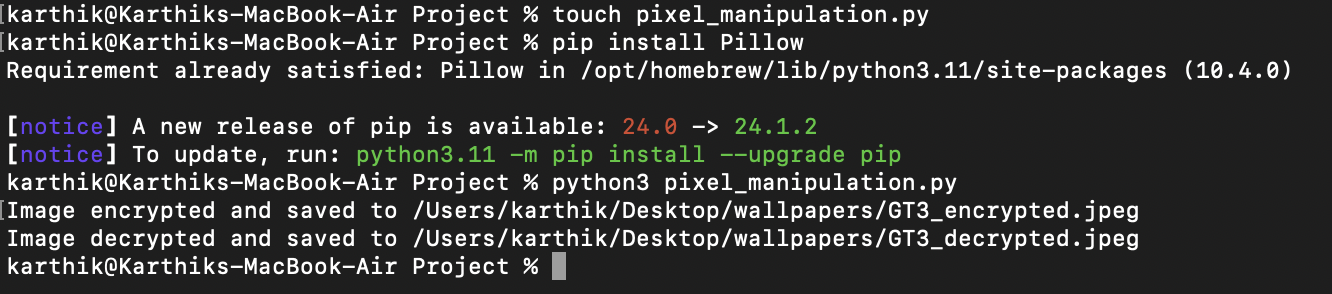 [karthik@Karthiks-MacBook-Air Project % touch pixel_manipulation.py
[karthik@Karthiks-MacBook-Air Project % pip install Pillow
Requirement already satisfied: Pillow in /opt/homebrew/lib/python3.11/site-packages (10.4.0)
[notice] A new release of pip is available: 24.0 -> 24.1.2
[notice] To update, run: python3.11 -m pip install --upgrade pip
karthik@Karthiks-MacBook-Air Project % python3 pixel_manipulation.py
[Image encrypted and saved to /Users/karthik/Desktop/wallpapers/GT3_encrypted.jpeg
Image decrypted and saved to /Users/karthik/Desktop/wallpapers/GT3_decrypted.jpeg
karthik@Karthiks-MacBook-Air Project %